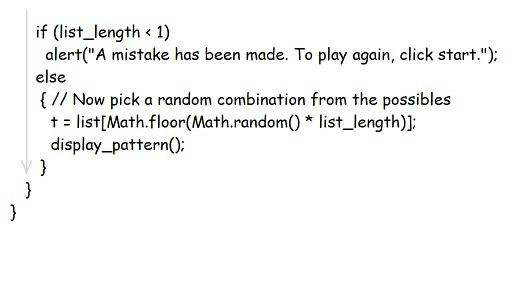 if (list_length < 1)
alert("A mistake has been made. To play again, click start.");
else
{ // Now pick a random combination from the possibles
t = list[Math.floor(Math.random() * list_length)];
display_pattern();
}
}
}